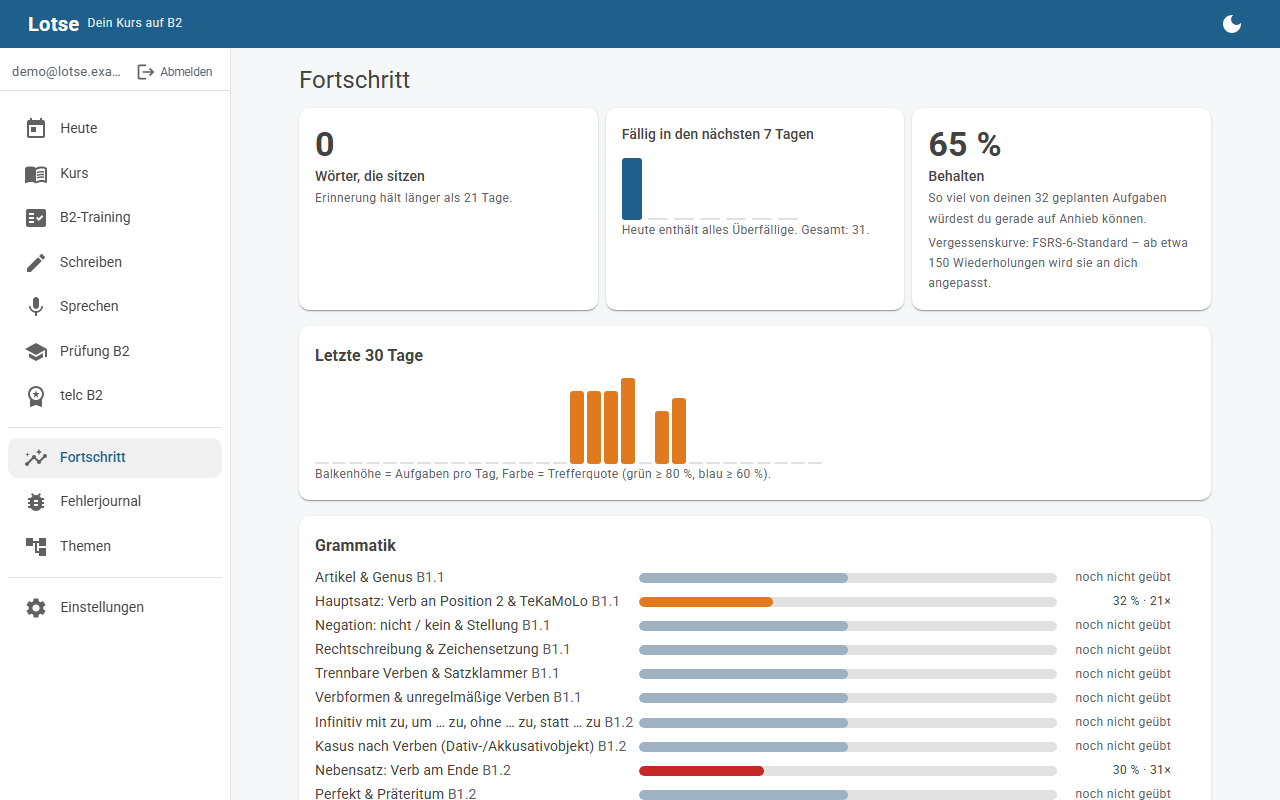 Lotse Dein Kurs auf B2
demo@lotse.exa… Abmelden
Heute
Kurs
B2-Training
Schreiben
Sprechen
Prüfung B2
telc B2
Fortschritt
Fehlerjournal
Themen
Einstellungen
Fortschritt
0
Wörter, die sitzen
Erinnerung hält länger als 21 Tage.
Fällig in den nächsten 7 Tagen
Heute enthält alles Überfällige. Gesamt: 31.
65 %
Behalten
So viel von deinen 32 geplanten Aufgaben
würdest du gerade auf Anhieb können.
Vergessenskurve: FSRS-6-Standard – ab etwa
150 Wiederholungen wird sie an dich
angepasst.
Letzte 30 Tage
Balkenhöhe = Aufgaben pro Tag, Farbe = Trefferquote (grün ≥ 80 %, blau ≥ 60 %).
Grammatik
Artikel & Genus B1.1 noch nicht geübt
Hauptsatz: Verb an Position 2 & TeKaMoLo B1.1 32 % · 21×
Negation: nicht / kein & Stellung B1.1 noch nicht geübt
Rechtschreibung & Zeichensetzung B1.1 noch nicht geübt
Trennbare Verben & Satzklammer B1.1 noch nicht geübt
Verbformen & unregelmäßige Verben B1.1 noch nicht geübt
Infinitiv mit zu, um … zu, ohne … zu, statt … zu B1.2 noch nicht geübt
Kasus nach Verben (Dativ-/Akkusativobjekt) B1.2 noch nicht geübt
Nebensatz: Verb am Ende B1.2 30 % · 31×
Perfekt & Präteritum B1.2 noch nicht geübt